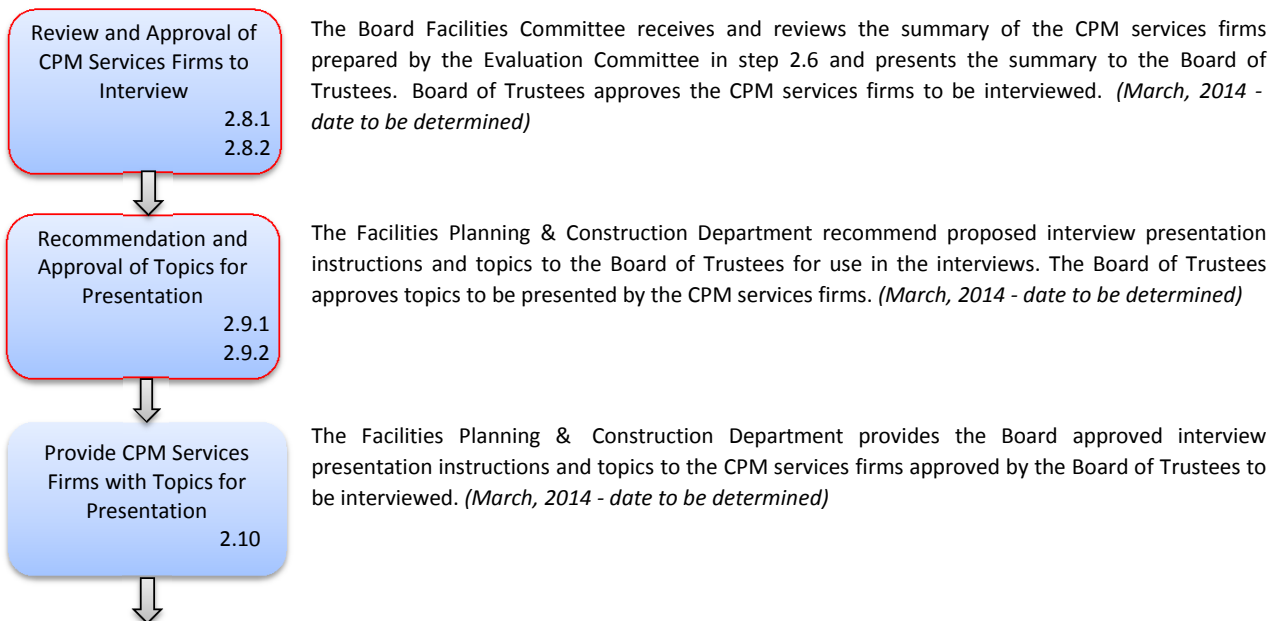 Review and Approval of
CPM Services Firms to
Interview
2.8.1
2.8.2
The Board Facilities Committee receives and reviews the summary of the CPM services firms
prepared by the Evaluation Committee in step 2.6 and presents the summary to the Board of
Trustees. Board of Trustees approves the CPM services firms to be interviewed. (March, 2014 -
date to be determined)
Recommendation and
Approval of Topics for
Presentation
2.9.1
2.9.2
The Facilities Planning & Construction Department recommend proposed interview presentation
instructions and topics to the Board of Trustees for use in the interviews. The Board of Trustees
approves topics to be presented by the CPM services firms. (March, 2014 - date to be determined)
Provide CPM Services
Firms with Topics for
Presentation
2.10
The Facilities Planning & Construction Department provides the Board approved interview
presentation instructions and topics to the CPM services firms approved by the Board of Trustees to
be interviewed. (March, 2014 - date to be determined)